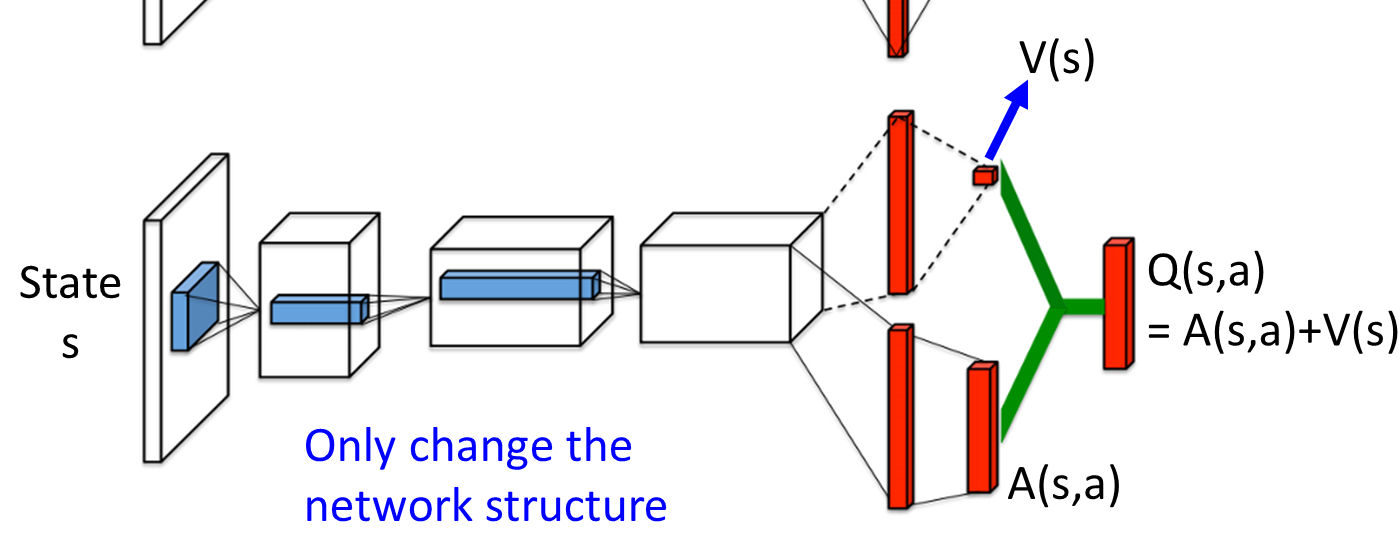 V(s)
State
s
Q(s,a)
= A(s,a)+V(s)
Only change the
network structure
A(s,a)